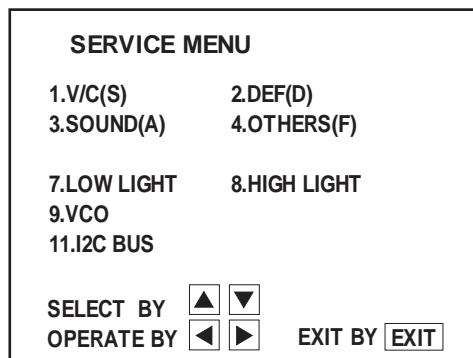 SERVICE MENU
1.V/C(S) 2.DEF(D)
3.SOUND(A) 4.OTHERS(F)
7.LOW LIGHT 8.HIGH LIGHT
9.VCO
11.I2C BUS
SELECT BY ▲ ▼
OPERATE BY ◀ ▶ EXIT BY EXIT